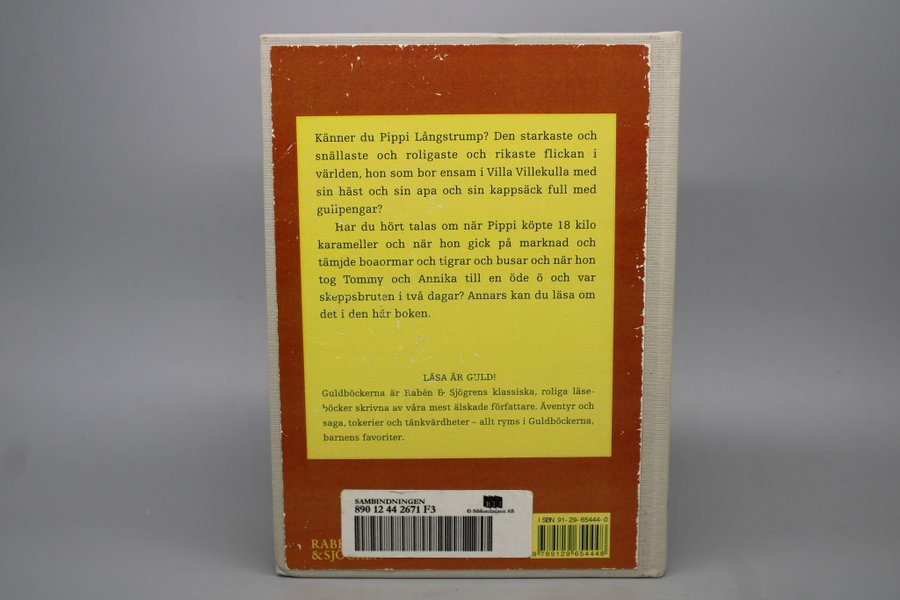 Känner du Pippi Långstrump? Den starkaste och
snällaste och roligaste och rikaste flickan i
världen, hon som bor ensam i Villa Villekulla med
sin häst och sin apa och sin kappsäck full med
gullpengar?
Har du hört talas om när Pippi köpte 18 kilo
karameller och när hon gick på marknad och
tämjde boaormar och tigrar och busar och när hon
tog Tommy och Annika till en öde ö och var
skeppsbruten i två dagar? Annars kan du läsa om
det i den här boken.
LÄSA ÄR GULD!
Guldböckerna är Rabén & Sjögrens klassiska, roliga läse-
böcker skrivna av våra mest älskade författare. Äventyr och
saga, tokerier och tänkvärdheter – allt ryms i Guldböckerna,
barnens favoriter.
SAMBINDNINGEN
890 12 44 2671 F3
© Bibliotekstjänst AB
ISBN 91-29-65444-0
9 789129 654448
RABÉN
&SJÖGREN